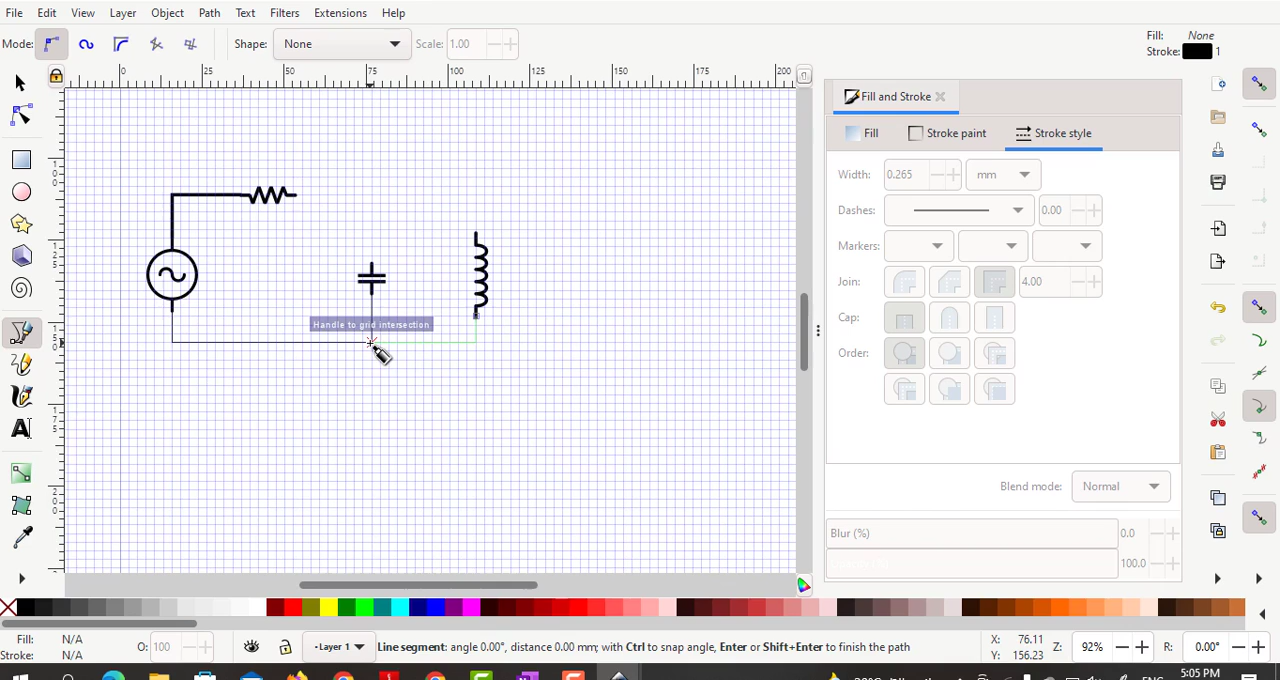 File Edit View Layer Object Path Text Filters Extensions Help
Mode: Shape: None Scale: 1.00
Fill: None
Stroke: 1
0 25 50 75 100 125 150 175 200
Fill and Stroke
Fill Stroke paint Stroke style
Width: 0.265 mm
Dashes: 0.00
Markers:
Join: 4.00
Cap:
Order:
Handle to grid intersection
Blend mode: Normal
Blur (%) 0.0
100.0
Fill: N/A
Stroke: N/A
O: 100
Layer 1
Line segment: angle 0.00°, distance 0.00 mm; with Ctrl to snap angle, Enter or Shift+Enter to finish the path
X: 76.11
Y: 156.23
Z: 92%
R: 0.00°
5:05 PM